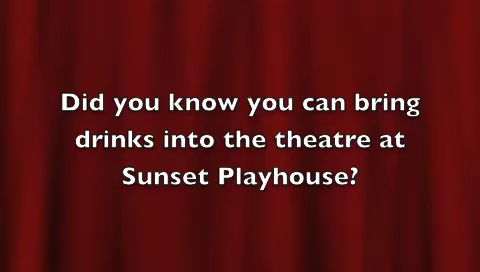 Did you know you can bring
drinks into the theatre at
Sunset Playhouse?